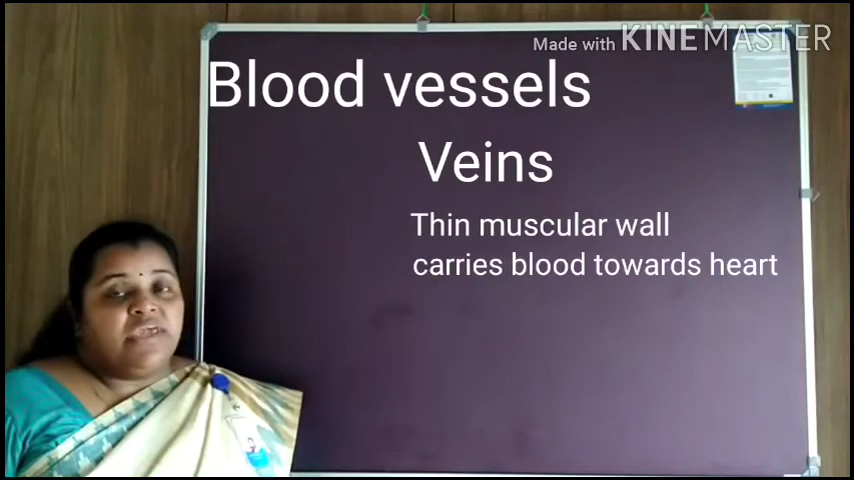 Made with KINEMASTER
Blood vessels
Veins
Thin muscular wall
carries blood towards heart